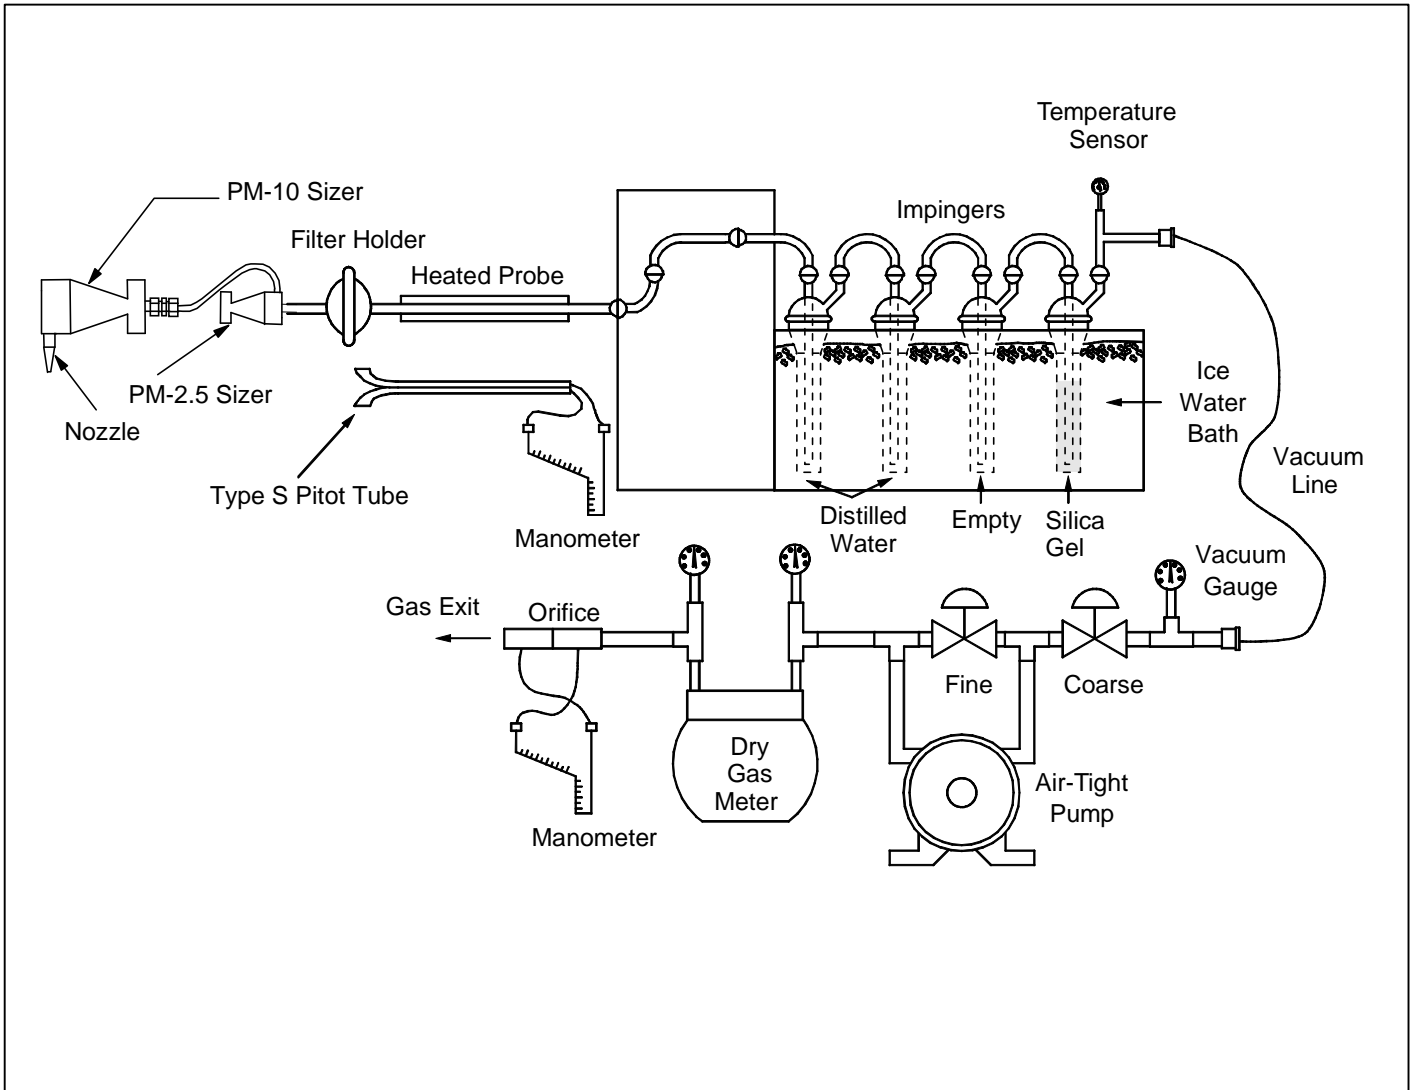 Temperature
Sensor
PM-10 Sizer
Impingers
Filter Holder
Heated Probe
PM-2.5 Sizer
Nozzle
Ice
Water
Bath
Type S Pitot Tube
Vacuum
Line
Manometer
Distilled
Water
Empty
Silica
Gel
Vacuum
Gauge
Gas Exit
Orifice
Fine
Coarse
Dry
Gas
Meter
Air-Tight
Pump
Manometer